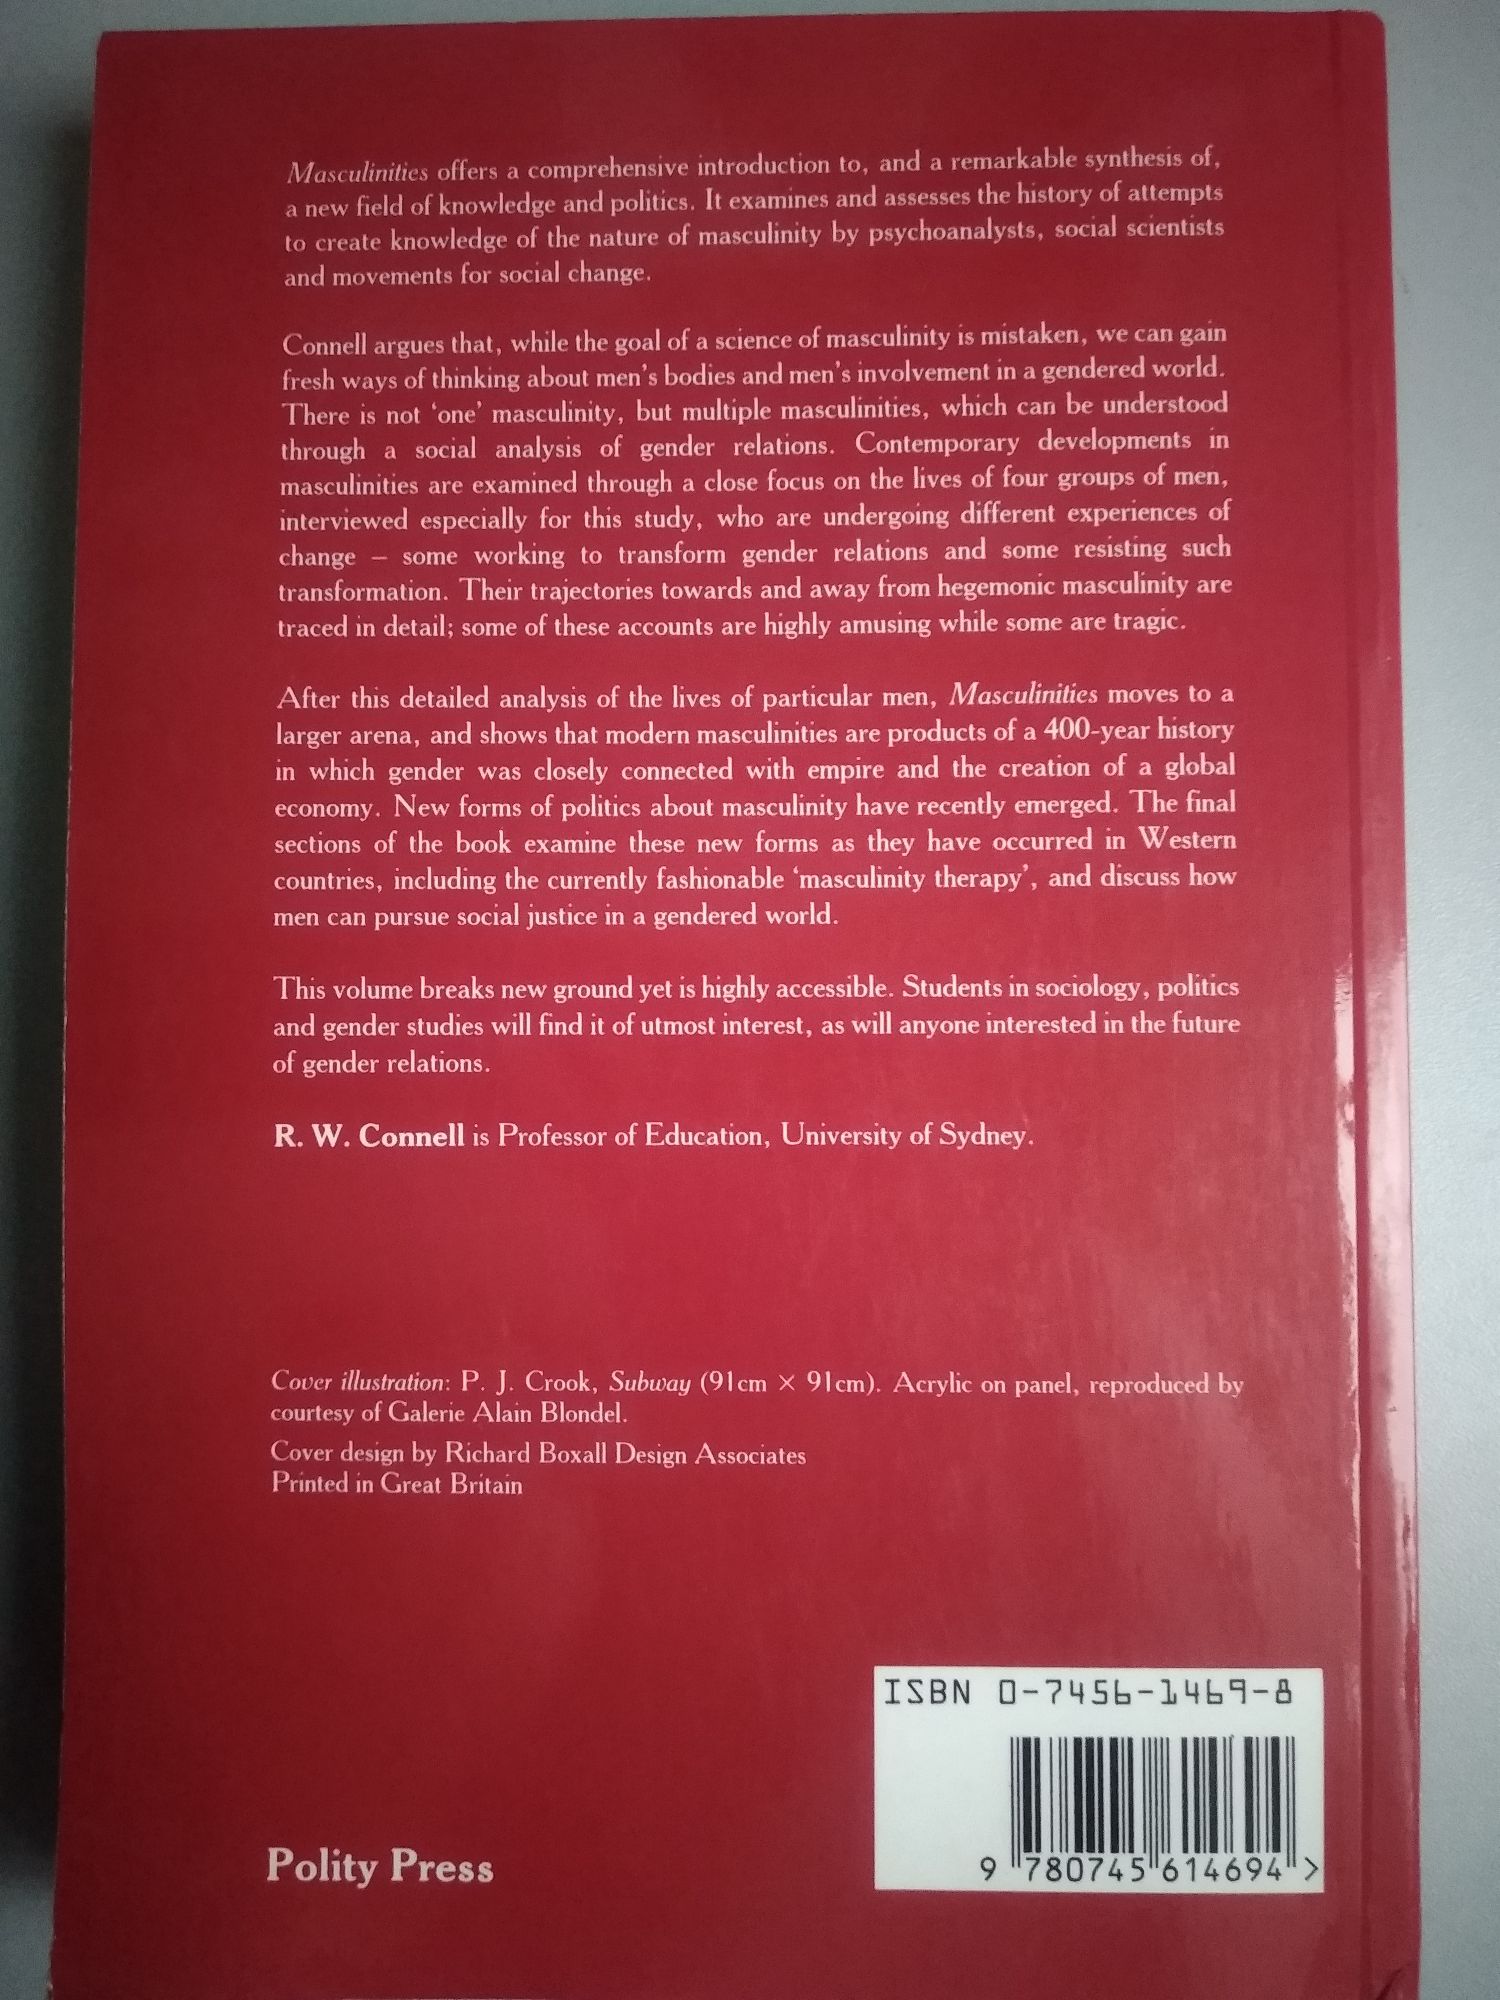 Masculinities offers a comprehensive introduction to, and a remarkable synthesis of,
a new field of knowledge and politics. It examines and assesses the history of attempts
to create knowledge of the nature of masculinity by psychoanalysts, social scientists
and movements for social change.
Connell argues that, while the goal of a science of masculinity is mistaken, we can gain
fresh ways of thinking about men's bodies and men's involvement in a gendered world.
There is not ‘one’ masculinity, but multiple masculinities, which can be understood
through a social analysis of gender relations. Contemporary developments in
masculinities are examined through a close focus on the lives of four groups of men,
interviewed especially for this study, who are undergoing different experiences of
change – some working to transform gender relations and some resisting such
transformation. Their trajectories towards and away from hegemonic masculinity are
traced in detail; some of these accounts are highly amusing while some are tragic.
After this detailed analysis of the lives of particular men, Masculinities moves to a
larger arena, and shows that modern masculinities are products of a 400-year history
in which gender was closely connected with empire and the creation of a global
economy. New forms of politics about masculinity have recently emerged. The final
sections of the book examine these new forms as they have occurred in Western
countries, including the currently fashionable ‘masculinity therapy’, and discuss how
men can pursue social justice in a gendered world.
This volume breaks new ground yet is highly accessible. Students in sociology, politics
and gender studies will find it of utmost interest, as will anyone interested in the future
of gender relations.
R. W. Connell is Professor of Education, University of Sydney.
Cover illustration: P. J. Crook, Subway (91cm × 91cm). Acrylic on panel, reproduced by
courtesy of Galerie Alain Blondel.
Cover design by Richard Boxall Design Associates
Printed in Great Britain
ISBN 0-7456-1469-8
9 780745 614694 >
Polity Press